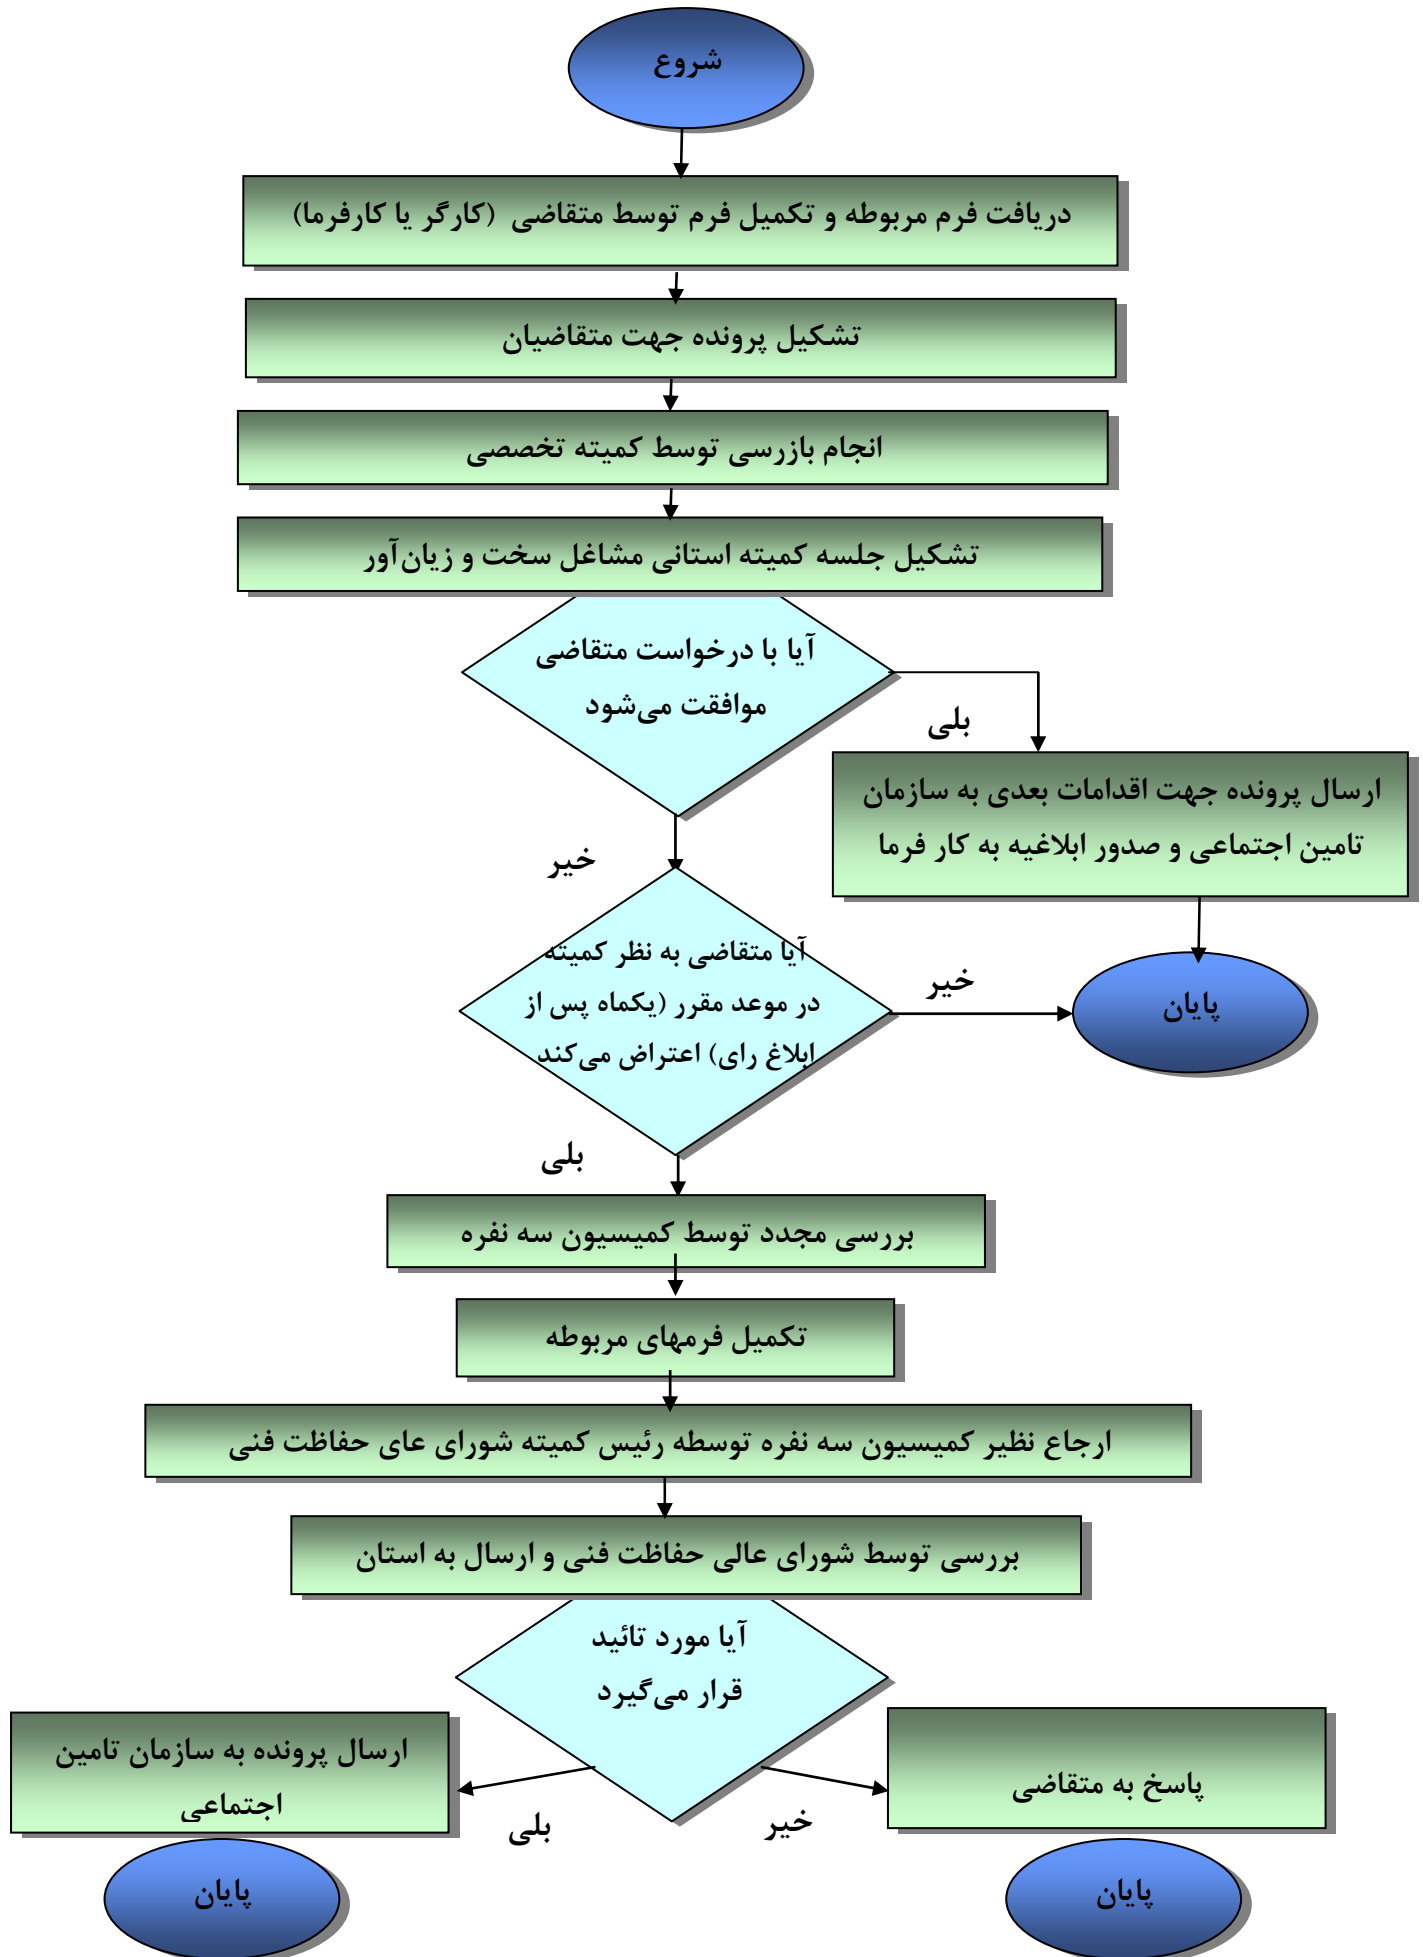 شروع
دریافت فرم مربوطه و تکمیل فرم توسط متقاضی (کارگر یا کارفرما)
تشکیل پرونده جهت متقاضیان
انجام بازرسی توسط کمیته تخصصی
تشکیل جلسه کمیته استانی مشاغل سخت و زیان‌آور
آیا با درخواست متقاضی
موافقت می‌شود
بلی
ارسال پرونده جهت اقدامات بعدی به سازمان
تامین اجتماعی و صدور ابلاغیه به کار فرما
خیر
آیا متقاضی به نظر کمیته
در موعد مقرر (یکماه پس از
ابلاغ رای) اعتراض می‌کند
خیر
پایان
بلی
بررسی مجدد توسط کمیسیون سه نفره
تکمیل فرمهای مربوطه
ارجاع نظیر کمیسیون سه نفره توسطه رئیس کمیته شورای عای حفاظت فنی
بررسی توسط شورای عالی حفاظت فنی و ارسال به استان
آیا مورد تائید
قرار می‌گیرد
ارسال پرونده به سازمان تامین
اجتماعی
بلی
خیر
پاسخ به متقاضی
پایان
پایان